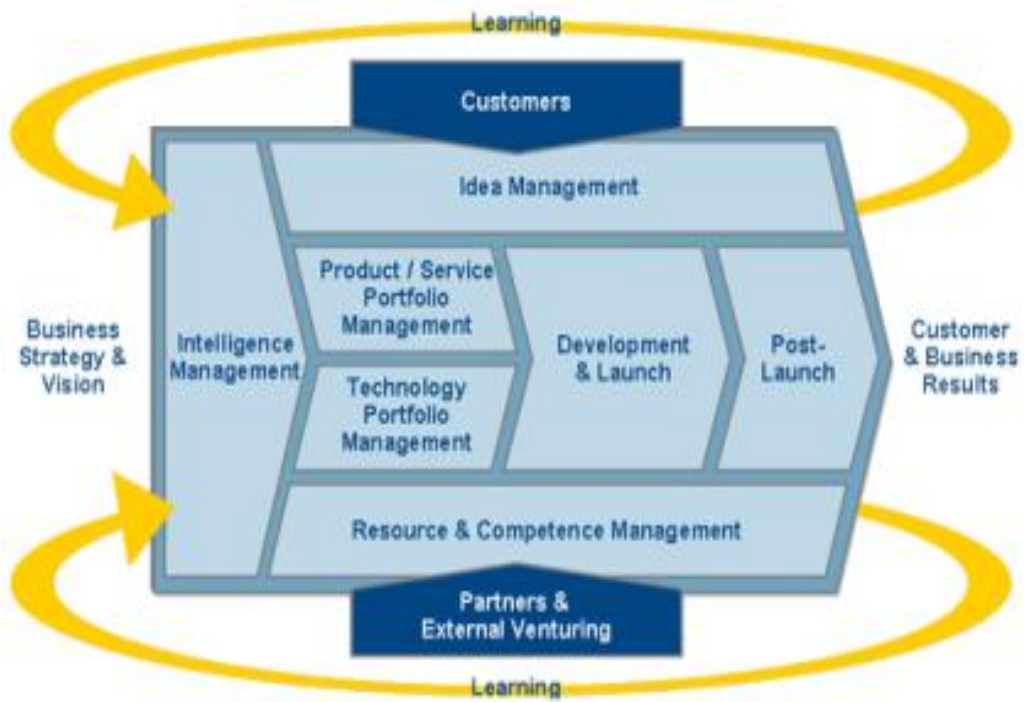 Learning
Customers
Idea Management
Product / Service
Portfolio
Management
Business
Strategy &
Vision
Intelligence
Management
Development
& Launch
Post-
Launch
Customer
& Business
Results
Technology
Portfolio
Management
Resource & Competence Management
Partners &
External Venturing
Learning